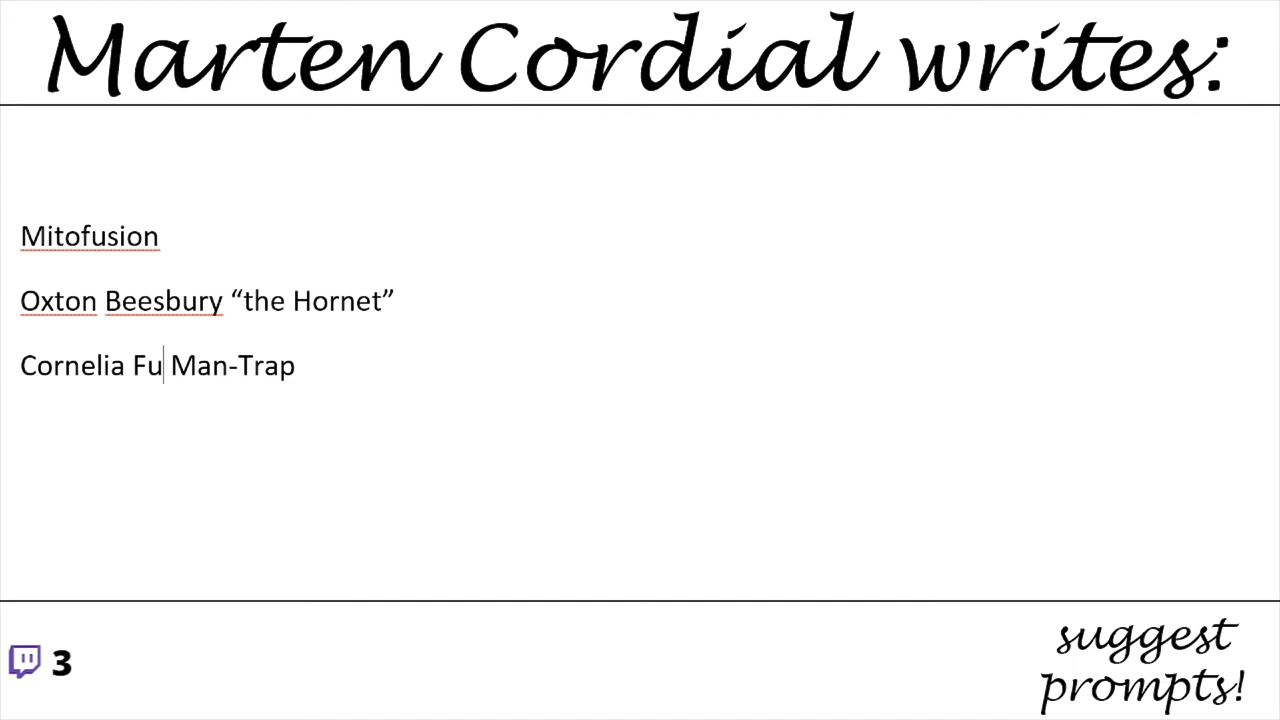 Marten Cordial writes:
Mitofusion
Oxton Beesbury “the Hornet”
Cornelia Fu Man-Trap
3
suggest
prompts!